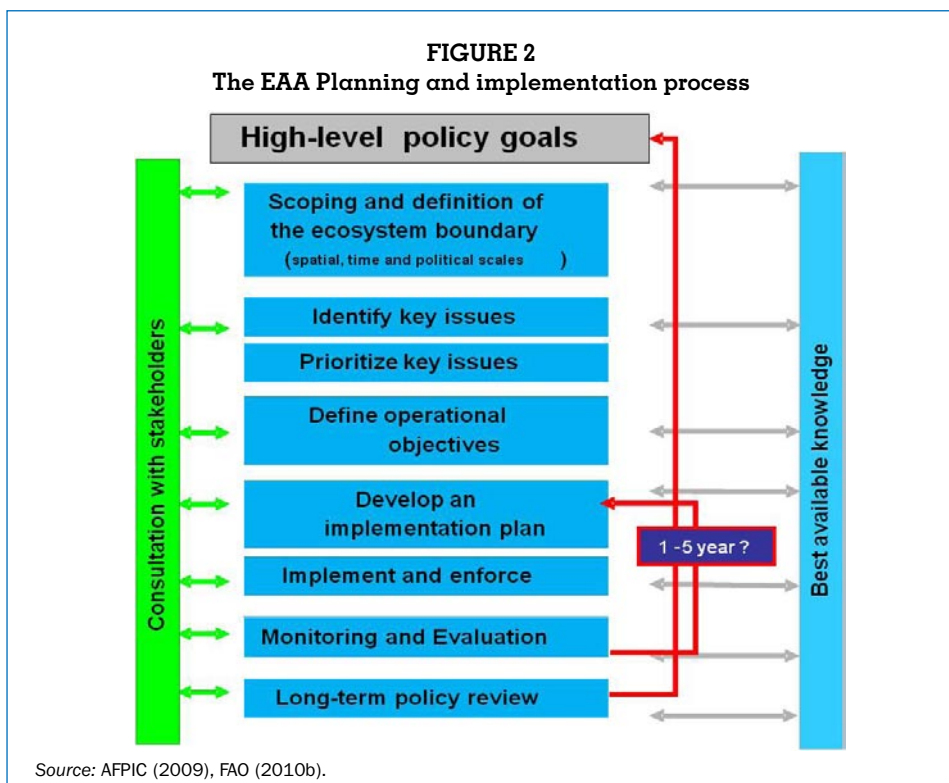 FIGURE 2
The EAA Planning and implementation process
High-level policy goals
Consultation with stakeholders
Scoping and definition of
the ecosystem boundary
(spatial, time and political scales )
Identify key issues
Prioritize key issues
Define operational
objectives
Develop an
implementation plan
1 -5 year ?
Implement and enforce
Monitoring and Evaluation
Long-term policy review
Best available knowledge
Source: AFPIC (2009), FAO (2010b).